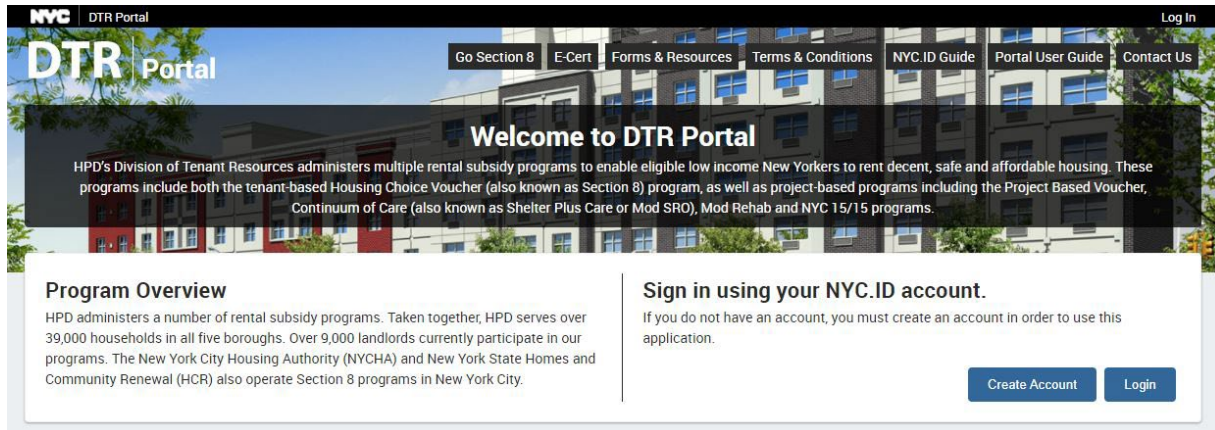 NYC DTR Portal Log In
DTR Portal
Go Section 8 E-Cert Forms & Resources Terms & Conditions NYC.ID Guide Portal User Guide Contact Us
Welcome to DTR Portal
HPD's Division of Tenant Resources administers multiple rental subsidy programs to enable eligible low income New Yorkers to rent decent, safe and affordable housing. These
programs include both the tenant-based Housing Choice Voucher (also known as Section 8) program, as well as project-based programs including the Project Based Voucher,
Continuum of Care (also known as Shelter Plus Care or Mod SRO), Mod Rehab and NYC 15/15 programs.
Program Overview
HPD administers a number of rental subsidy programs. Taken together, HPD serves over
39,000 households in all five boroughs. Over 9,000 landlords currently participate in our
programs. The New York City Housing Authority (NYCHA) and New York State Homes and
Community Renewal (HCR) also operate Section 8 programs in New York City.
Sign in using your NYC.ID account.
If you do not have an account, you must create an account in order to use this
application.
Create Account Login